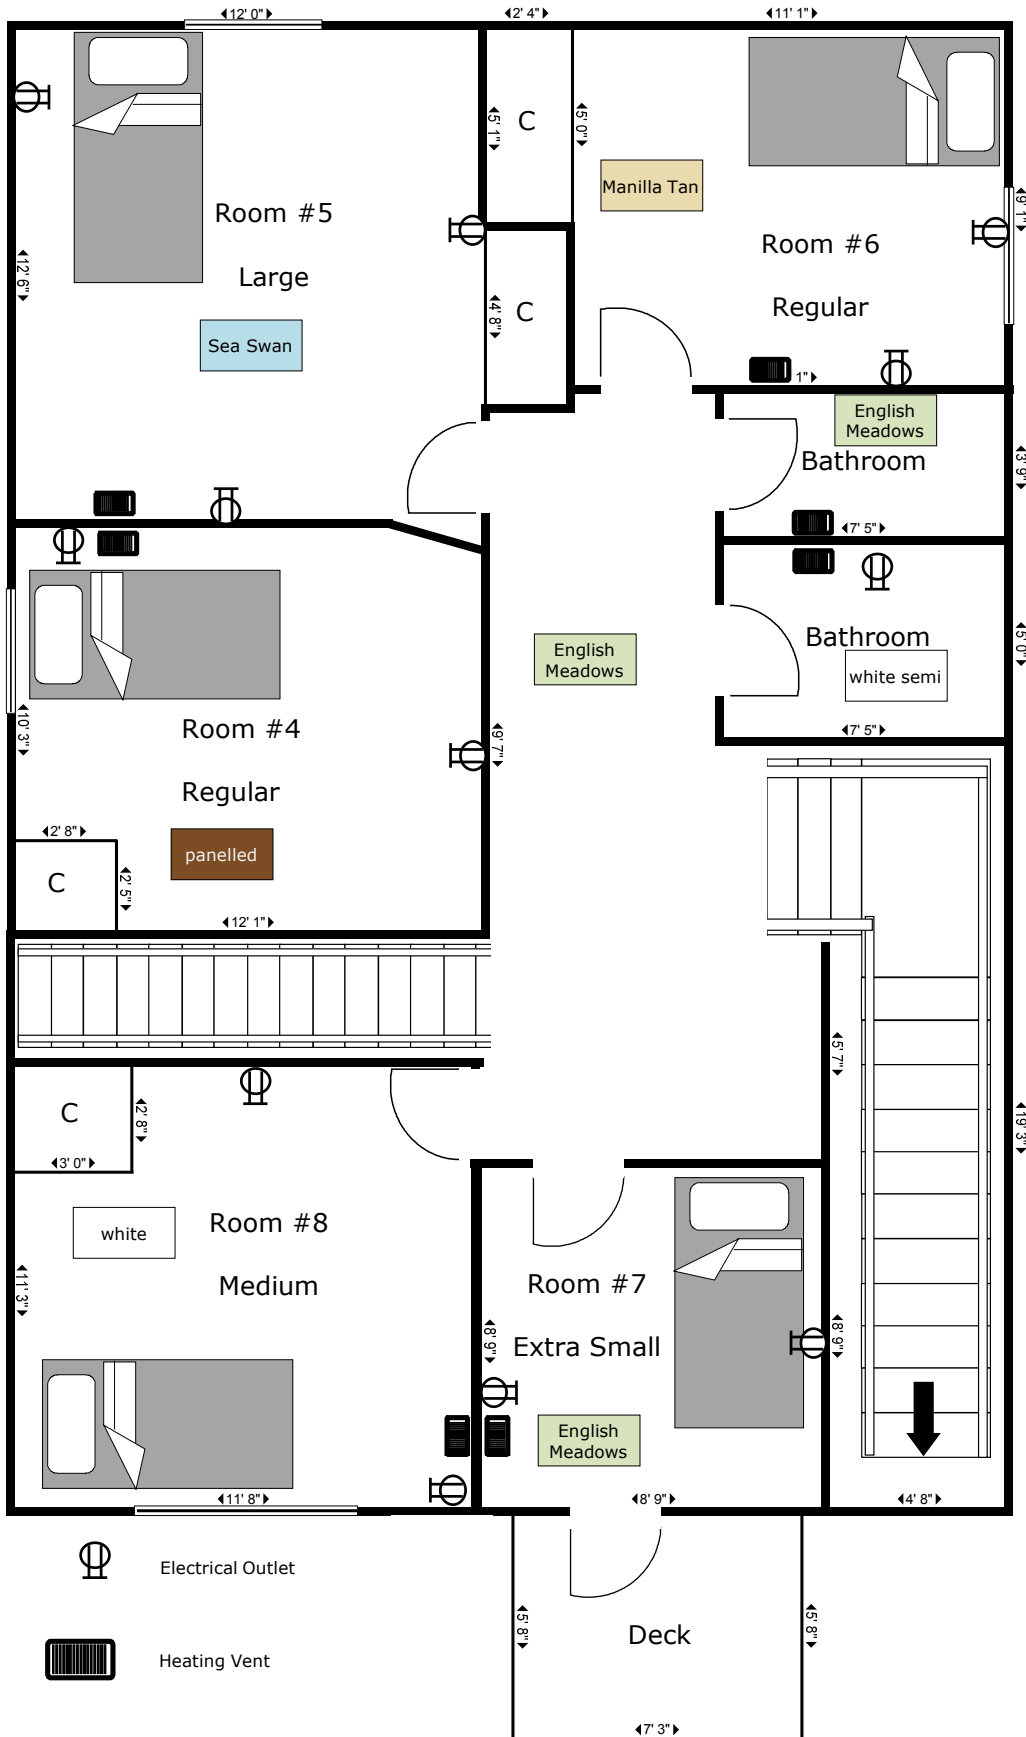 12' 0"
2' 4"
11' 1"
5' 1"
C
5' 0"
Manilla Tan
9' 1"
Room #5
Large
Sea Swan
12' 6"
4' 8"
C
Room #6
Regular
1"
English
Meadows
Bathroom
3' 9"
7' 5"
Bathroom
white semi
5' 0"
7' 5"
English
Meadows
9' 7"
Room #4
Regular
10' 3"
panelled
2' 8"
C
2' 5"
12' 1"
5' 7"
19' 3"
C
2' 8"
3' 0"
white
Room #8
Medium
11' 3"
11' 8"
Room #7
Extra Small
8' 9"
8' 9"
English
Meadows
8' 9"
4' 8"
Electrical Outlet
Heating Vent
5' 8"
Deck
5' 8"
7' 3"